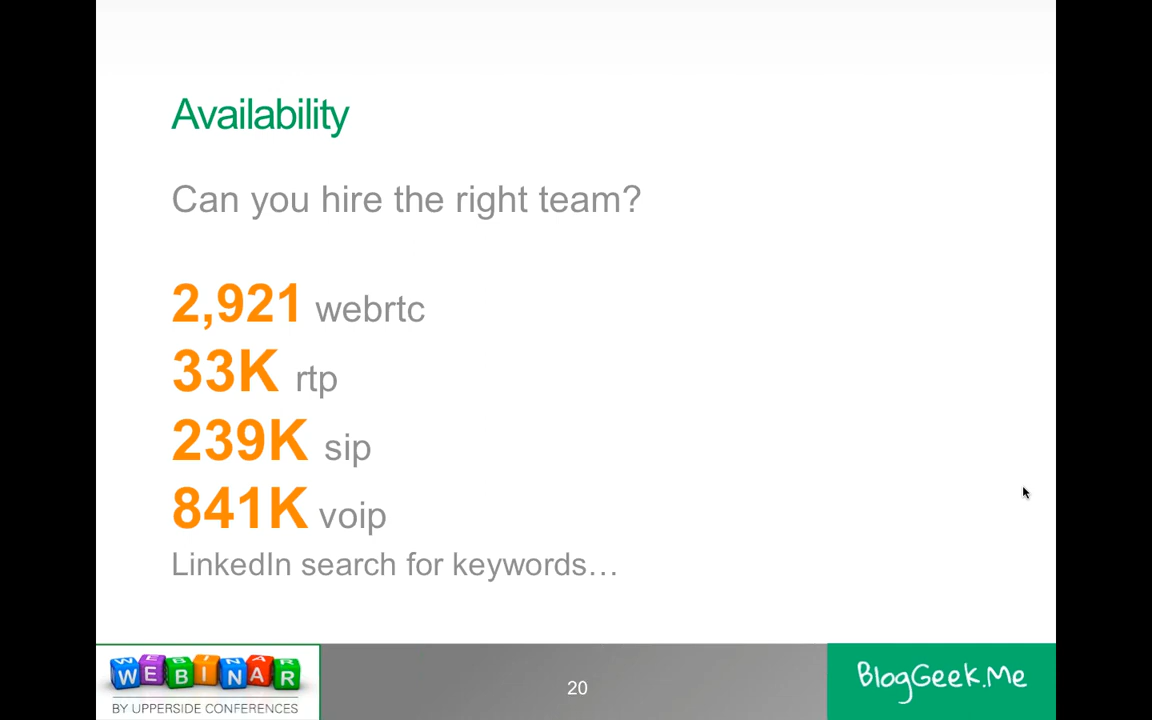 Availability
Can you hire the right team?
2,921 webrtc
33K rtp
239K sip
841K voip
LinkedIn search for keywords…
WEBINAR
BY UPPERSIDE CONFERENCES
20
BlogGeek.Me